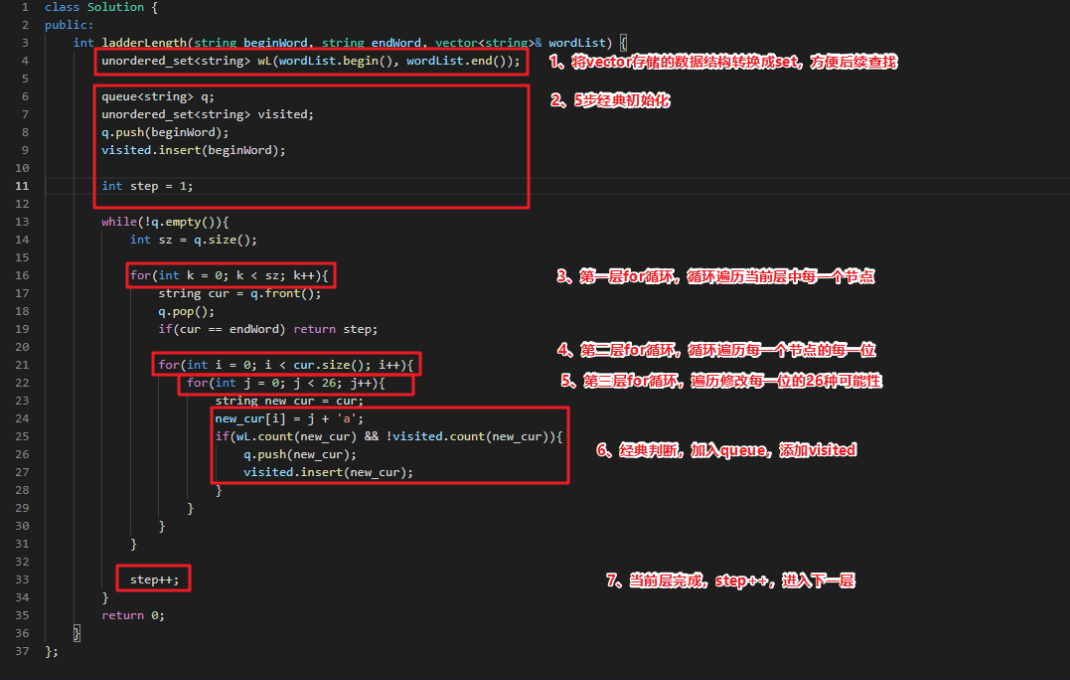 1 class Solution {
2 public:
3 int ladderLength(string beginWord, string endWord, vector<string>& wordList) {
4 unordered_set<string> wL(wordList.begin(), wordList.end()); 1、将vector存储的数据结构转换成set，方便后续查找
5
6 queue<string> q; 2、5步经典初始化
7 unordered_set<string> visited;
8 q.push(beginWord);
9 visited.insert(beginWord);
10
11 int step = 1;
12
13 while(!q.empty()){
14 int sz = q.size();
15
16 for(int k = 0; k < sz; k++){ 3、第一层for循环，循环遍历当前层中每一个节点
17 string cur = q.front();
18 q.pop();
19 if(cur == endWord) return step;
20 4、第二层for循环，循环遍历每一个节点的每一位
21 for(int i = 0; i < cur.size(); i++){
22 for(int j = 0; j < 26; j++){ 5、第三层for循环，遍历修改每一位的26种可能性
23 string new_cur = cur;
24 new_cur[i] = j + 'a';
25 if(wL.count(new_cur) && !visited.count(new_cur)){
26 q.push(new_cur); 6、经典判断，加入queue，添加visited
27 visited.insert(new_cur);
28 }
29 }
30 }
31 }
32
33 step++; 7、当前层完成，step++，进入下一层
34 }
35 return 0;
36 }
37 };